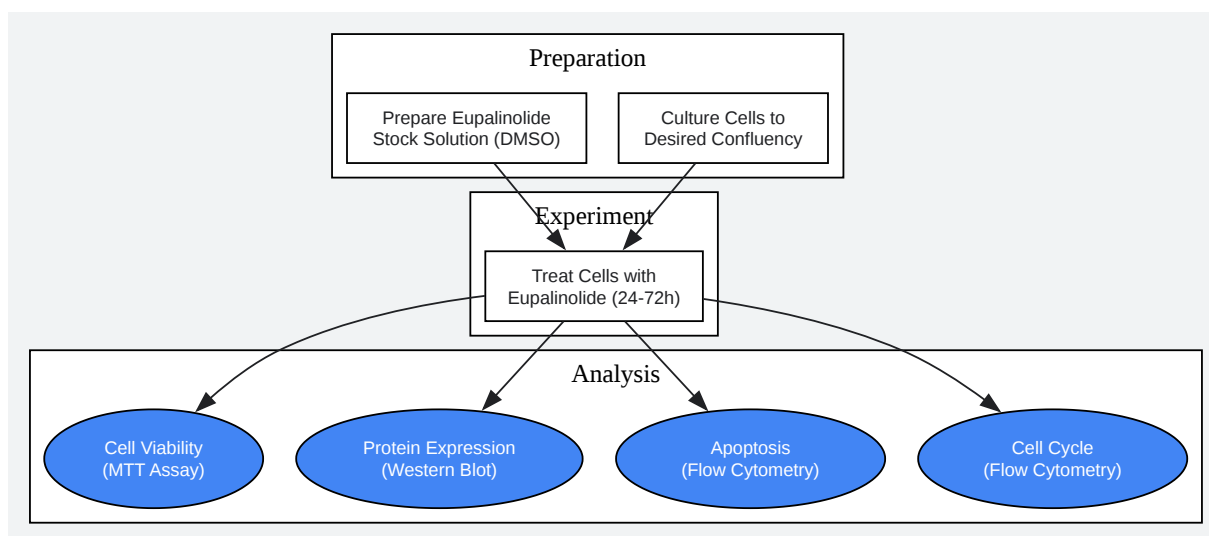 Preparation
Prepare Eupalinolide
Stock Solution (DMSO)
Culture Cells to
Desired Confluency
Experiment
Treat Cells with
Eupalinolide (24-72h)
Analysis
Cell Viability
(MTT Assay)
Protein Expression
(Western Blot)
Apoptosis
(Flow Cytometry)
Cell Cycle
(Flow Cytometry)